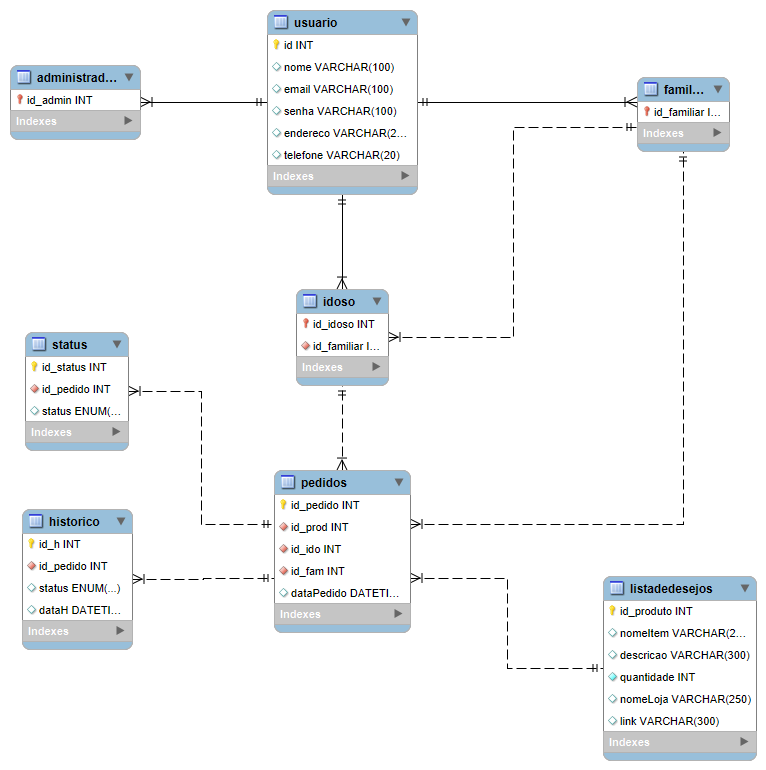 usuario
id INT
nome VARCHAR(100)
email VARCHAR(100)
senha VARCHAR(100)
endereco VARCHAR(2...
telefone VARCHAR(20)
Indexes
administrad...
id_admin INT
Indexes
famil...
id_familiar I...
Indexes
idoso
id_idoso INT
id_familiar I...
Indexes
status
id_status INT
id_pedido INT
status ENUM(...
Indexes
pedidos
id_pedido INT
id_prod INT
id_ido INT
id_fam INT
dataPedido DATETI...
Indexes
historico
id_h INT
id_pedido INT
status ENUM(...)
dataH DATETI...
Indexes
listadedesejos
id_produto INT
nomeItem VARCHAR(2...
descricao VARCHAR(300)
quantidade INT
nomeLoja VARCHAR(250)
link VARCHAR(300)
Indexes